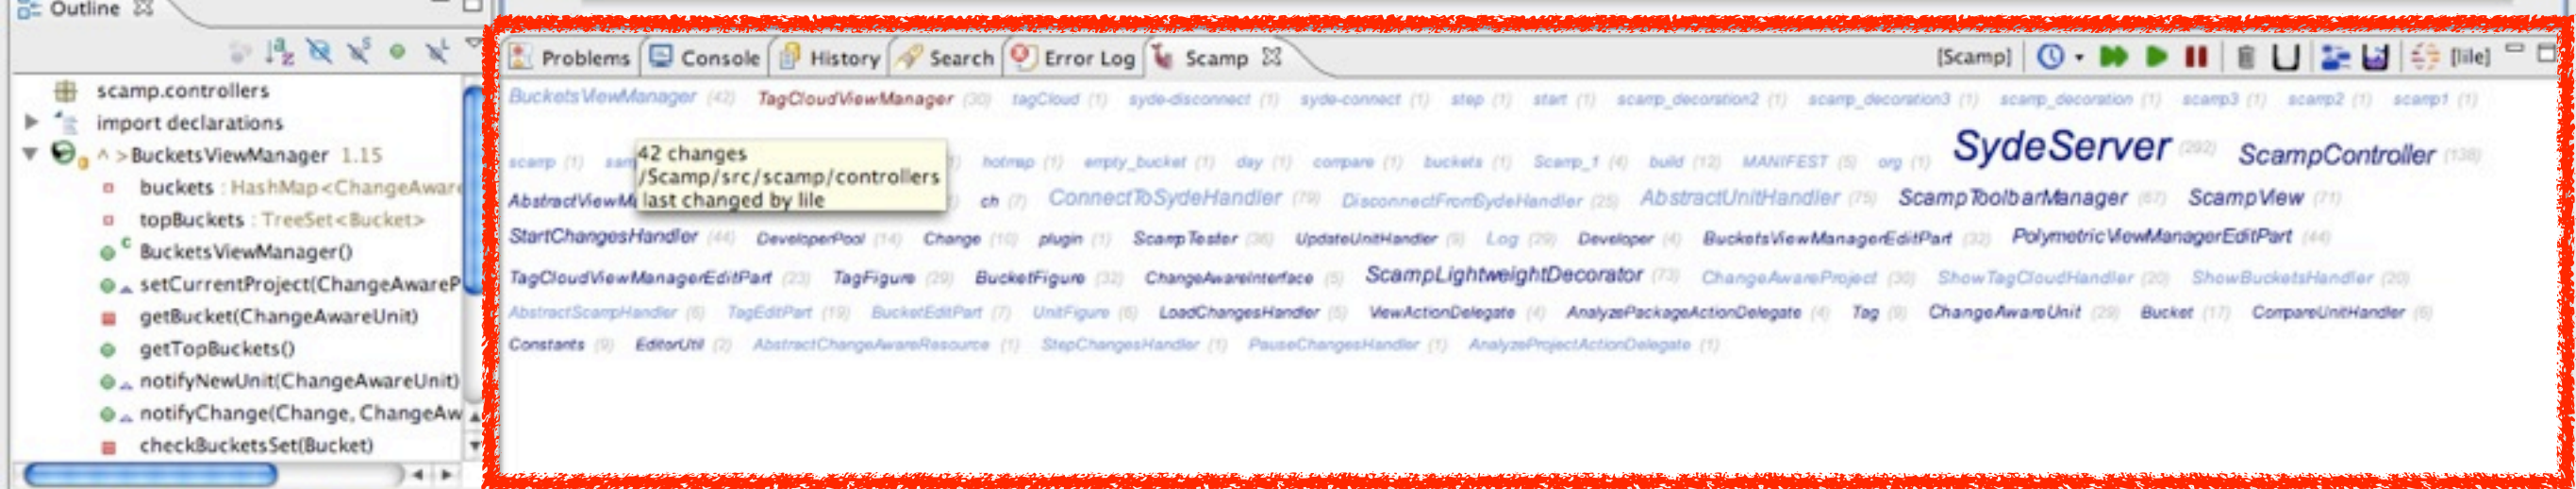 Outline
scamp.controllers
import declarations
^ >BucketsViewManager 1.15
buckets : HashMap<ChangeAware
topBuckets : TreeSet<Bucket>
BucketsViewManager()
setCurrentProject(ChangeAwareP
getBucket(ChangeAwareUnit)
getTopBuckets()
notifyNewUnit(ChangeAwareUnit)
notifyChange(Change, ChangeAw
checkBucketsSet(Bucket)
Problems Console History Search Error Log Scamp [Scamp] [lile]
BucketsViewManager (42) TagCloudViewManager (30) tagCloud (1) syde-disconnect (1) syde-connect (1) step (1) start (1) scamp_decoration2 (1) scamp_decoration3 (1) scamp_decoration (1) scamp3 (1) scamp2 (1) scamp1 (1)
42 changes
/Scamp/src/scamp/controllers
last changed by lile
scamp (1) hotmap (1) empty_bucket (1) day (1) compare (1) buckets (1) Scamp_1 (4) build (12) MANIFEST (5) org (1) SydeServer (292) ScampController (138)
AbstractViewM ch (7) ConnectToSydeHandler (79) DisconnectFromSydeHandler (25) AbstractUnitHandler (75) ScampToolbarManager (67) ScampView (71)
StartChangesHandler (44) DeveloperPool (14) Change (10) plugin (1) ScampTester (36) UpdateUnitHandler (9) Log (29) Developer (4) BucketsViewManagerEditPart (32) PolymetricViewManagerEditPart (44)
TagCloudViewManagerEditPart (23) TagFigure (29) BucketFigure (32) ChangeAwareInterface (5) ScampLightweightDecorator (73) ChangeAwareProject (30) ShowTagCloudHandler (20) ShowBucketsHandler (20)
AbstractScampHandler (6) TagEditPart (19) BucketEditPart (7) UnitFigure (6) LoadChangesHandler (5) ViewActionDelegate (4) AnalyzePackageActionDelegate (4) Tag (9) ChangeAwareUnit (29) Bucket (17) CompareUnitHandler (6)
Constants (9) EditorUtil (2) AbstractChangeAwareResource (1) StepChangesHandler (1) PauseChangesHandler (1) AnalyzeProjectActionDelegate (1)